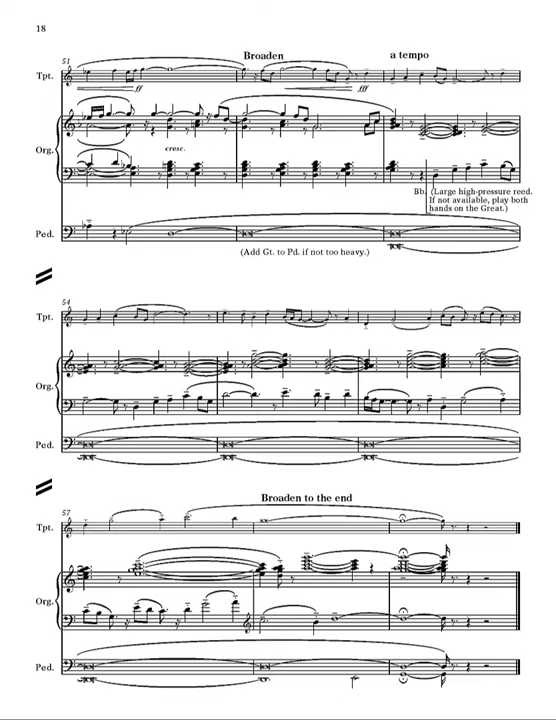 18
51
Broaden
a tempo
Tpt.
ff
ff
Org.
cresc.
Bb. (Large high-pressure reed.
If not available, play both
hands on the Great.)
Ped.
(Add Gt. to Pd. if not too heavy.)
54
Tpt.
Org.
Ped.
57
Broaden to the end
Tpt.
Org.
Ped.